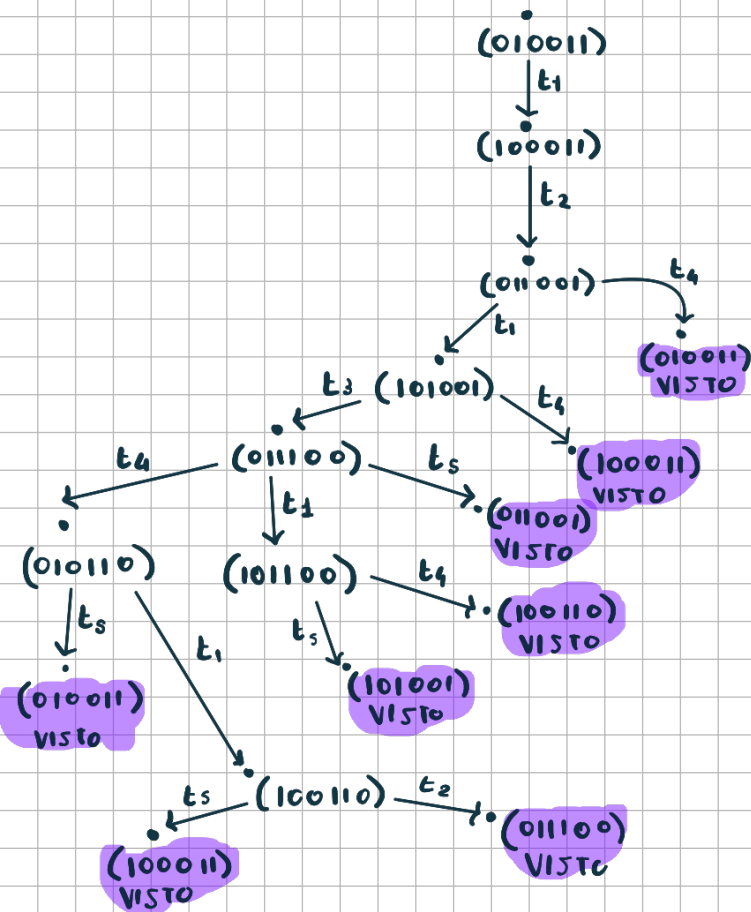 (010011)
t1
(100011)
t2
(011001)
t4
t1
(010011)
VISTO
(101001)
t3
t4
(011100)
(100011)
VISTO
t4
t5
t1
(011001)
VISTO
(010110)
(101100)
t4
(100110)
VISTO
t5
t1
t5
(010011)
VISTO
(101001)
VISTO
(100110)
t5
t2
(100011)
VISTO
(011100)
VISTO